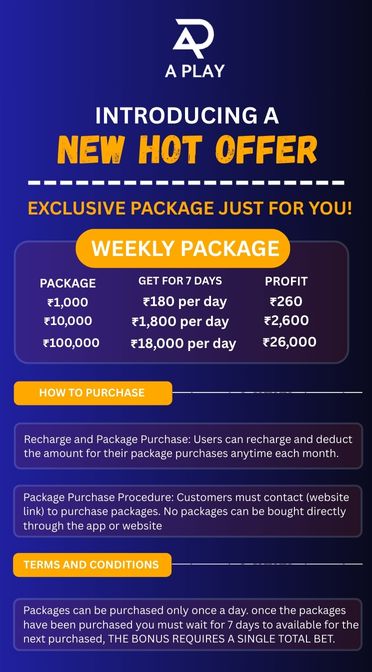 A PLAY
INTRODUCING A
NEW HOT OFFER
EXCLUSIVE PACKAGE JUST FOR YOU!
WEEKLY PACKAGE
PACKAGE GET FOR 7 DAYS PROFIT
₹1,000 ₹180 per day ₹260
₹10,000 ₹1,800 per day ₹2,600
₹100,000 ₹18,000 per day ₹26,000
HOW TO PURCHASE
Recharge and Package Purchase: Users can recharge and deduct
the amount for their package purchases anytime each month.
Package Purchase Procedure: Customers must contact (website
link) to purchase packages. No packages can be bought directly
through the app or website
TERMS AND CONDITIONS
Packages can be purchased only once a day. once the packages
have been purchased you must wait for 7 days to available for the
next purchased, THE BONUS REQUIRES A SINGLE TOTAL BET.